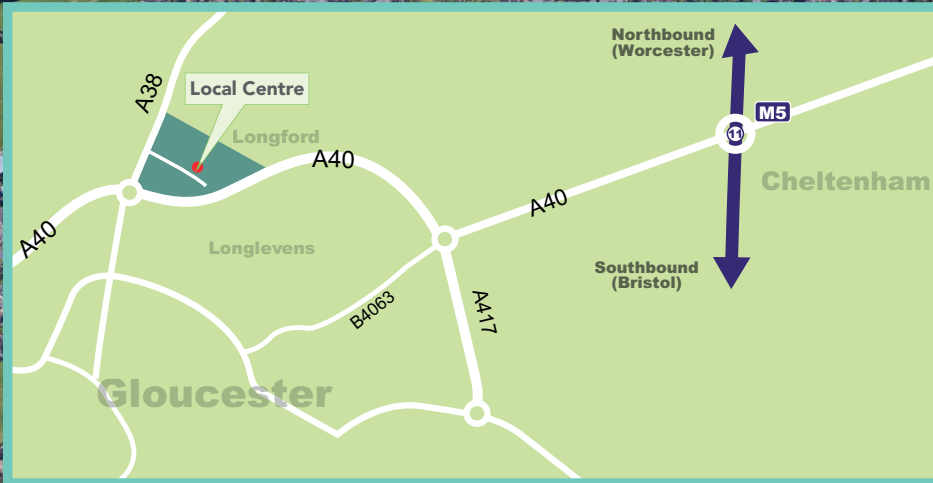 Northbound
(Worcester)
A38
Local Centre
M5
Longford
11
A40
Cheltenham
A40
A40
Longlevens
Southbound
(Bristol)
B4063
A417
Gloucester